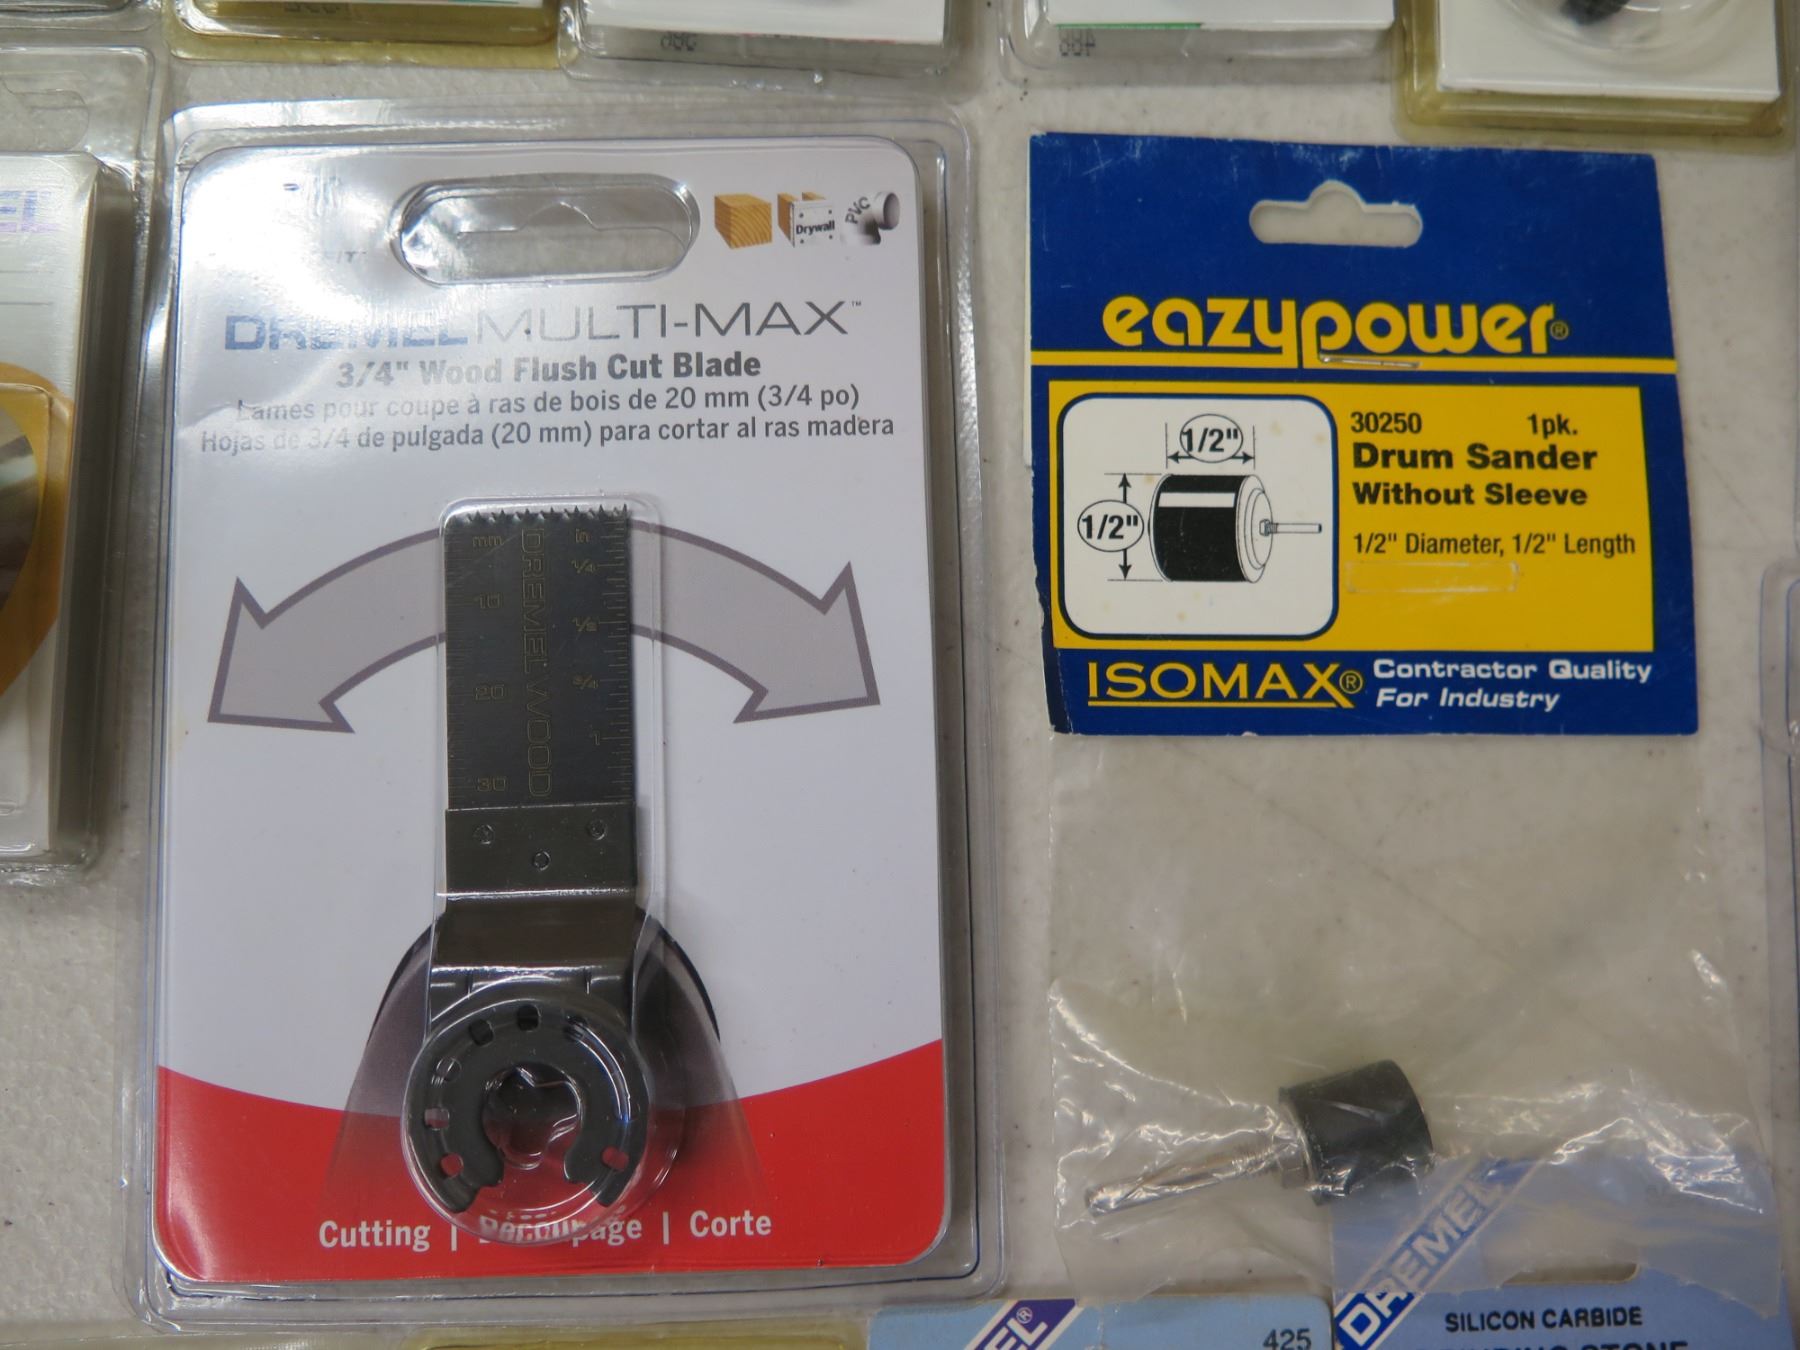 Drywall
PVC
DREMEL MULTI-MAX™
3/4" Wood Flush Cut Blade
Lames pour coupe à ras de bois de 20 mm (3/4 po)
Hojas de 3/4 de pulgada (20 mm) para cortar al ras madera
mm in
1/4
10
1/2
20
3/4
1
30
DREMEL WOOD
Cutting | Découpage | Corte
eazypower®
30250 1pk.
Drum Sander
Without Sleeve
1/2" Diameter, 1/2" Length
1/2"
1/2"
ISOMAX® Contractor Quality
For Industry
DREMEL
SILICON CARBIDE
425